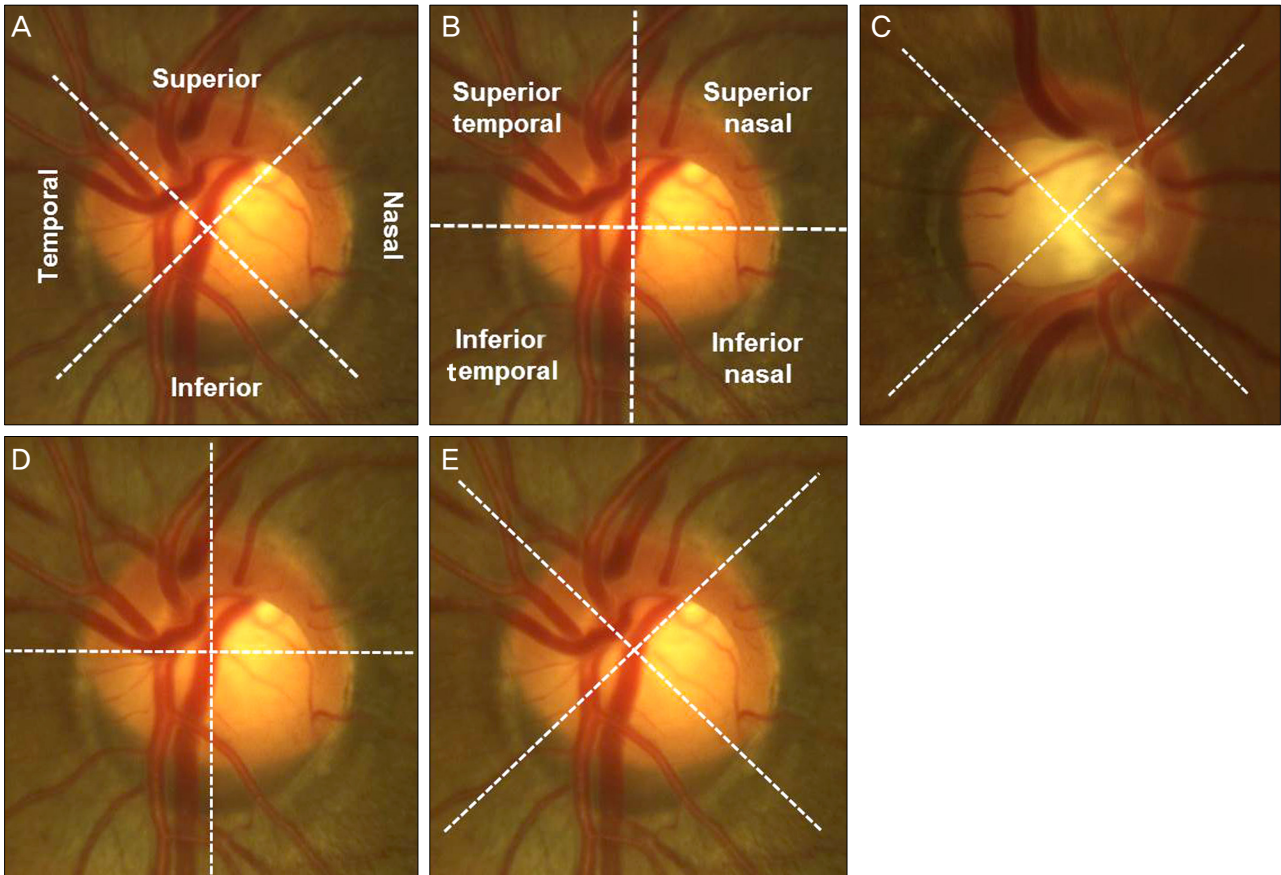 A
Superior
Temporal
Nasal
Inferior
B
Superior
temporal
Superior
nasal
Inferior
temporal
Inferior
nasal
C
D
E